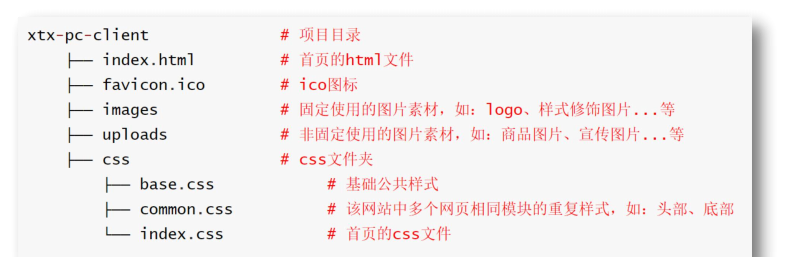 xtx-pc-client # 项目目录
├── index.html # 首页的html文件
├── favicon.ico # ico图标
├── images # 固定使用的图片素材，如：logo、样式修饰图片...等
├── uploads # 非固定使用的图片素材，如：商品图片、宣传图片...等
├── css # css文件夹
├── base.css # 基础公共样式
├── common.css # 该网站中多个网页相同模块的重复样式，如：头部、底部
└── index.css # 首页的css文件